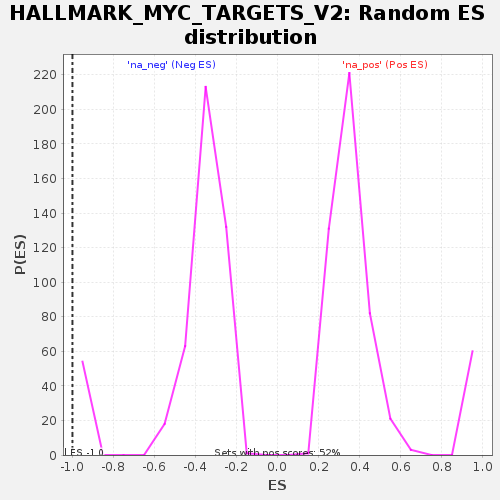 HALLMARK_MYC_TARGETS_V2: Random ES
distribution
'na_neg' (Neg ES)
'na_pos' (Pos ES)
220
200
180
160
140
120
100
80
60
40
20
0
P(ES)
ES -1.0
Sets with pos scores: 52%
-1.0 -0.8 -0.6 -0.4 -0.2 0.0 0.2 0.4 0.6 0.8 1.0
ES